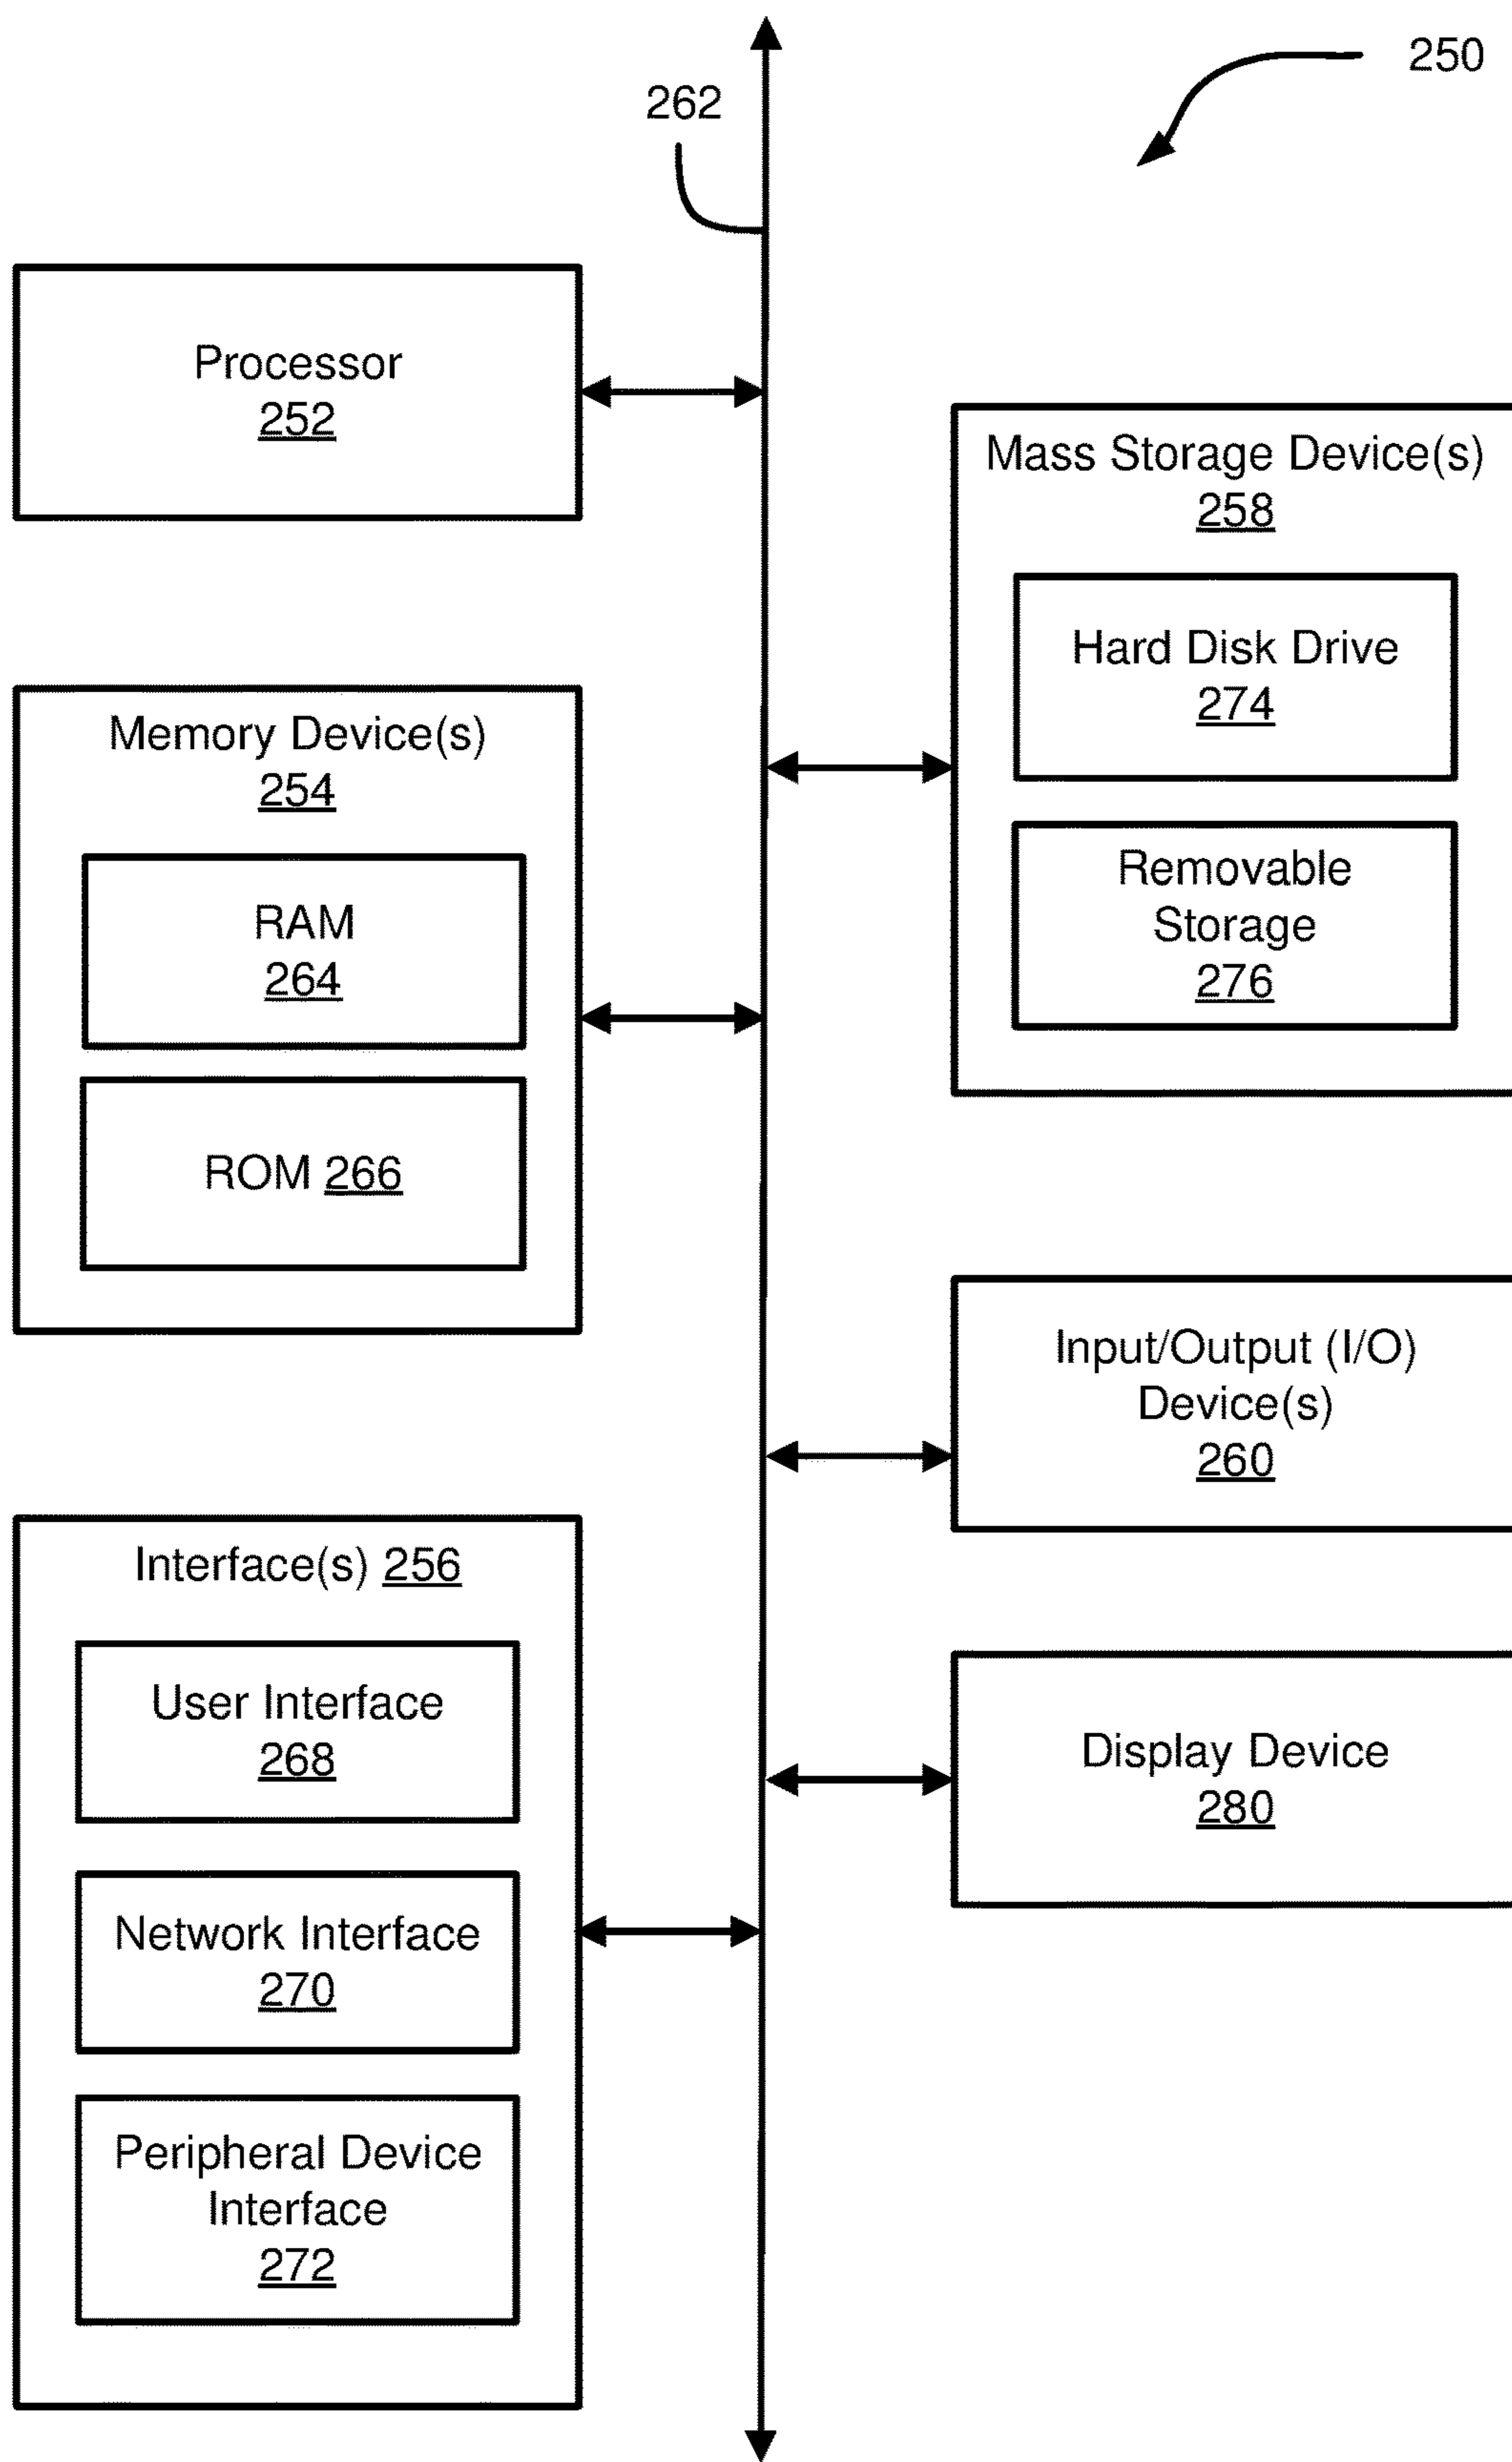 250
262
Processor
252
Mass Storage Device(s)
258
Hard Disk Drive
274
Removable
Storage
276
Memory Device(s)
254
RAM
264
ROM 266
Input/Output (I/O)
Device(s)
260
Interface(s) 256
User Interface
268
Network Interface
270
Peripheral Device
Interface
272
Display Device
280